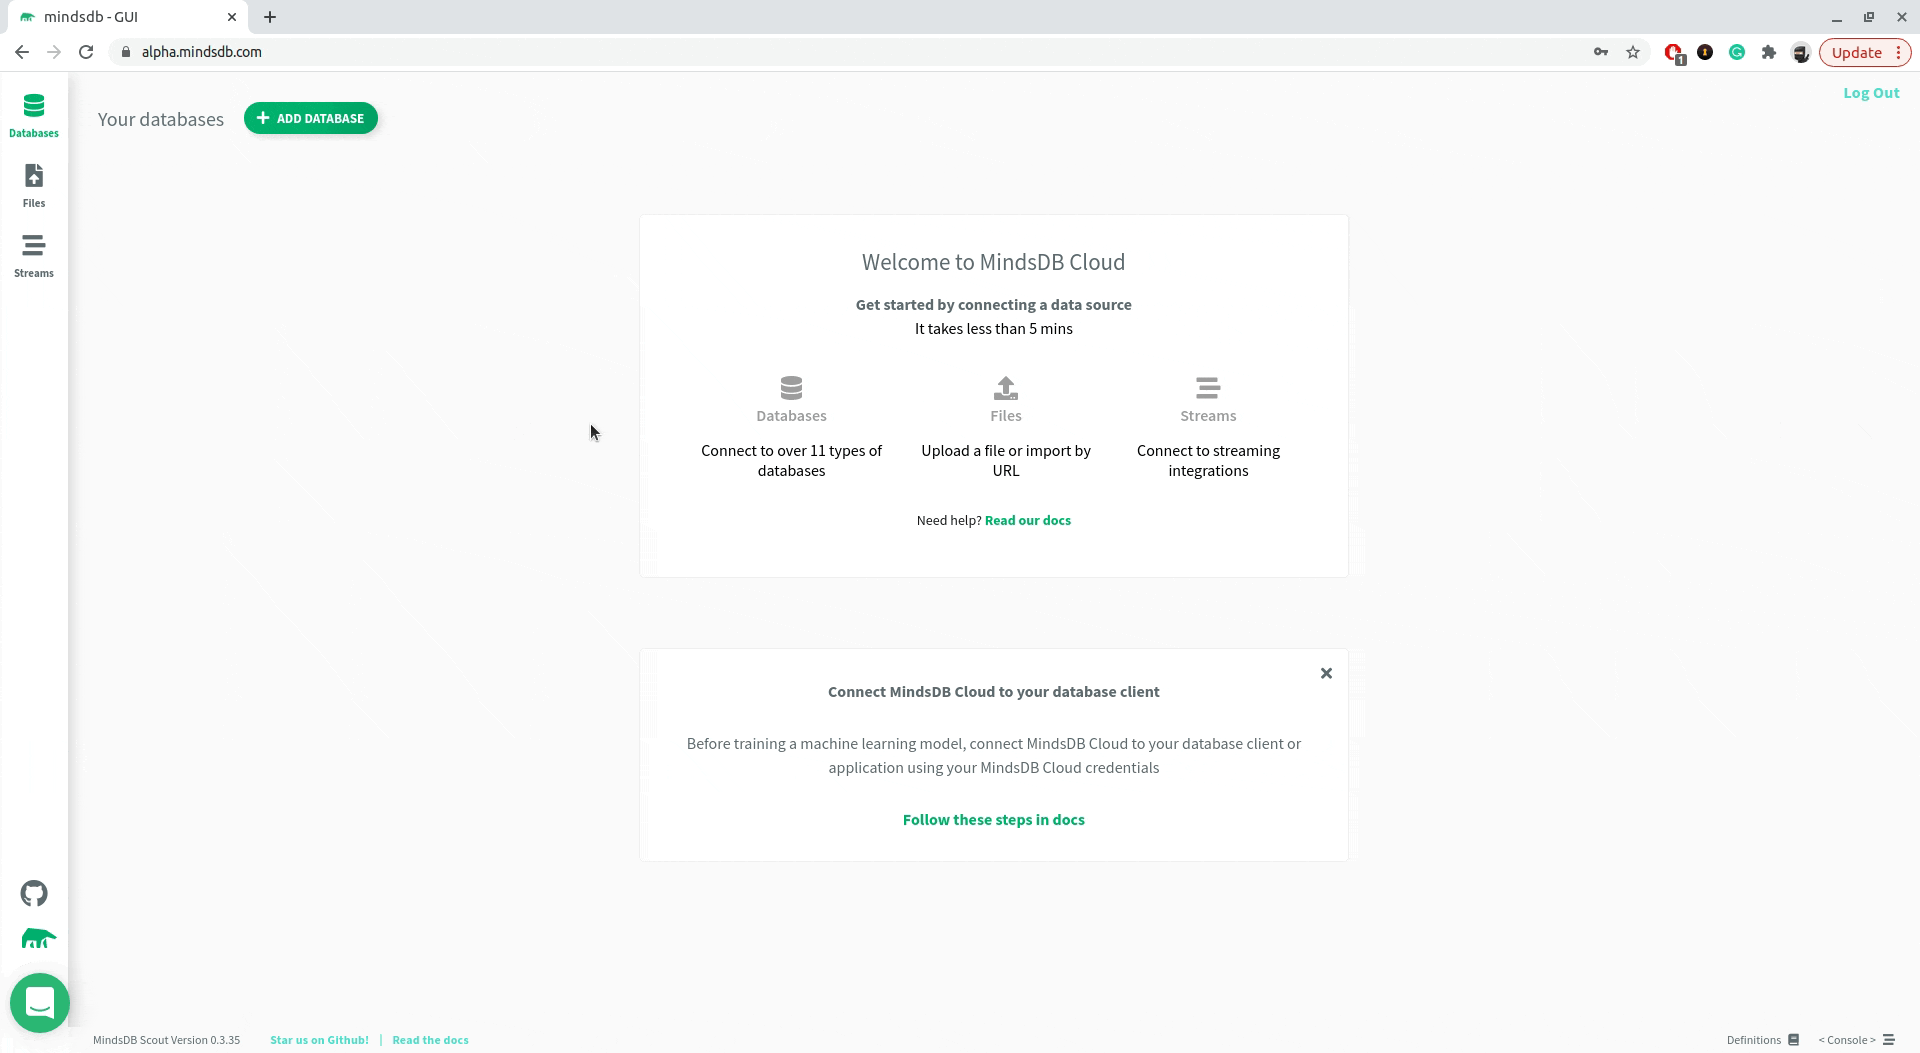 mindsdb - GUI
alpha.mindsdb.com
1
Update
Log Out
Databases
Files
Streams
Your databases
ADD DATABASE
Welcome to MindsDB Cloud
Get started by connecting a data source
It takes less than 5 mins
Databases
Connect to over 11 types of
databases
Files
Upload a file or import by
URL
Streams
Connect to streaming
integrations
Need help? Read our docs
Connect MindsDB Cloud to your database client
Before training a machine learning model, connect MindsDB Cloud to your database client or
application using your MindsDB Cloud credentials
Follow these steps in docs
MindsDB Scout Version 0.3.35 Star us on Github! | Read the docs
Definitions < Console >